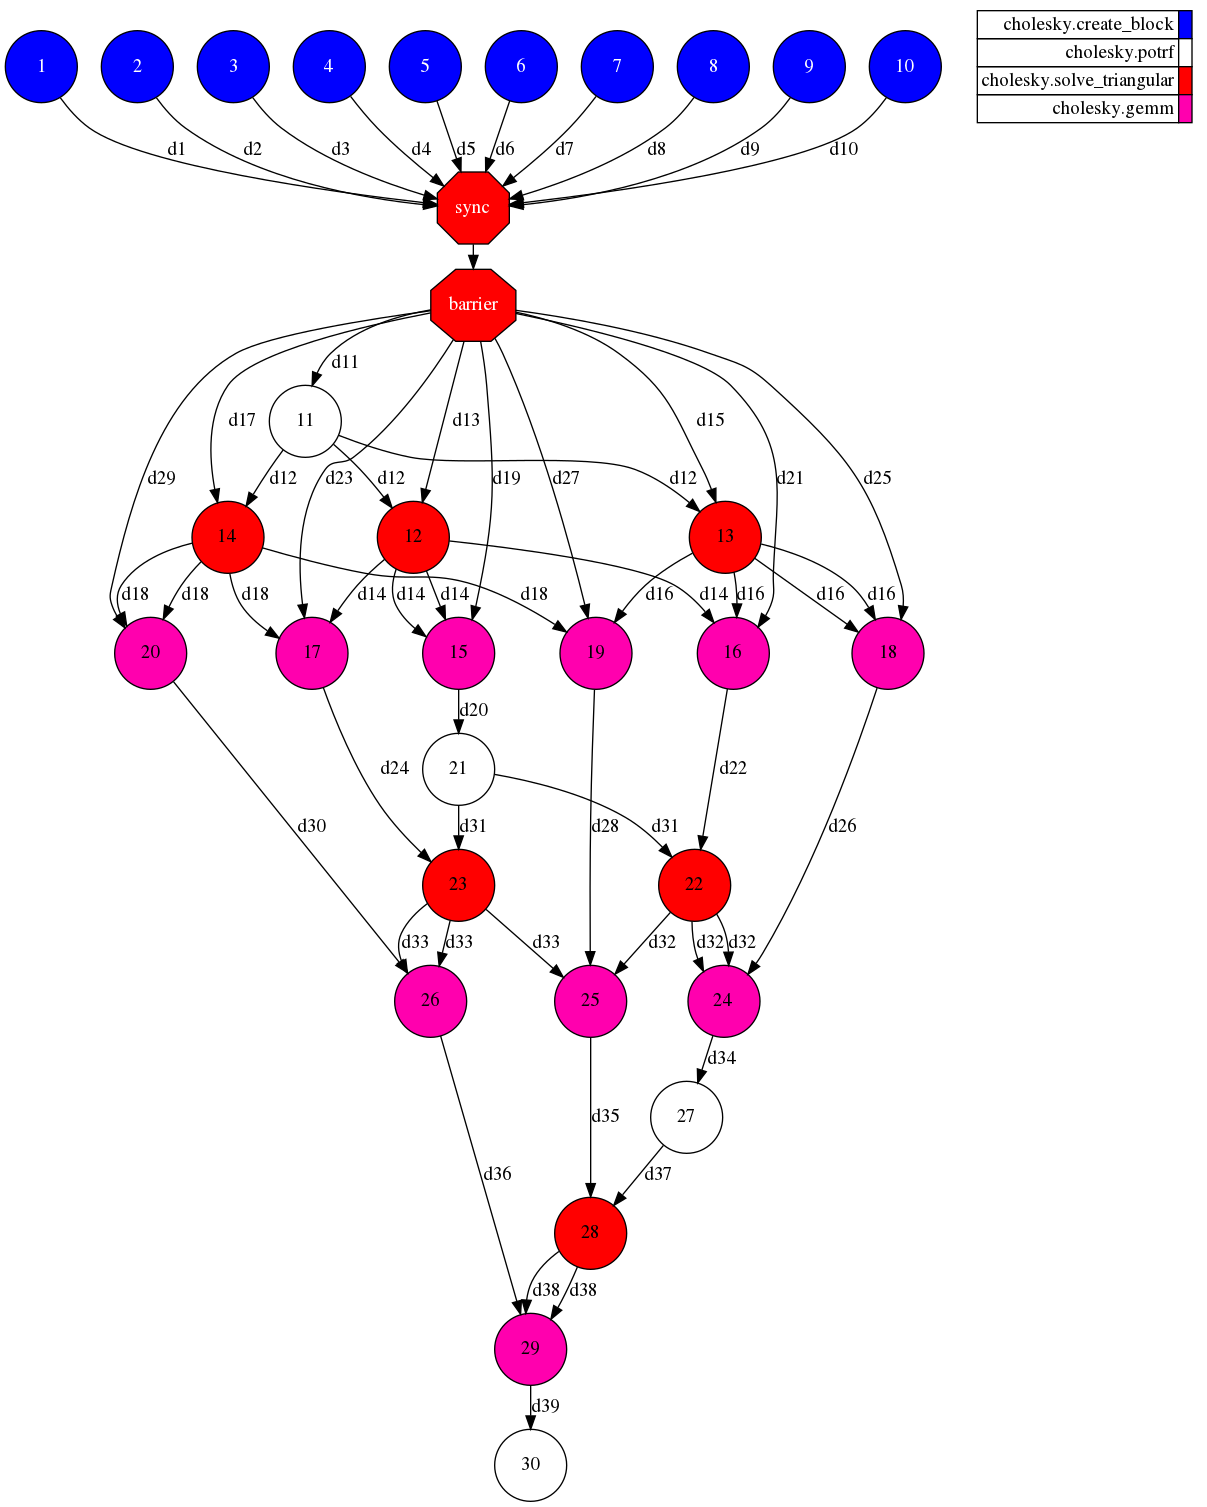 cholesky.create_block
cholesky.potrf
cholesky.solve_triangular
cholesky.gemm
1 2 3 4 5 6 7 8 9 10
d1 d2 d3 d4 d5 d6 d7 d8 d9 d10
sync
barrier
d11
d17 11 d13 d15
d29 d12 d23 d12 d19 d27 d12 d21 d25
14 12 13
d18 d18 d18 d14 d14 d14 d18 d16 d14 d16 d16 d16
20 17 15 19 16 18
d20
d24 21 d22
d30 d31 d28 d31 d26
23 22
d33 d33 d33 d32 d32 d32
26 25 24
d34
d35 27
d36 d37
28
d38 d38
29
d39
30